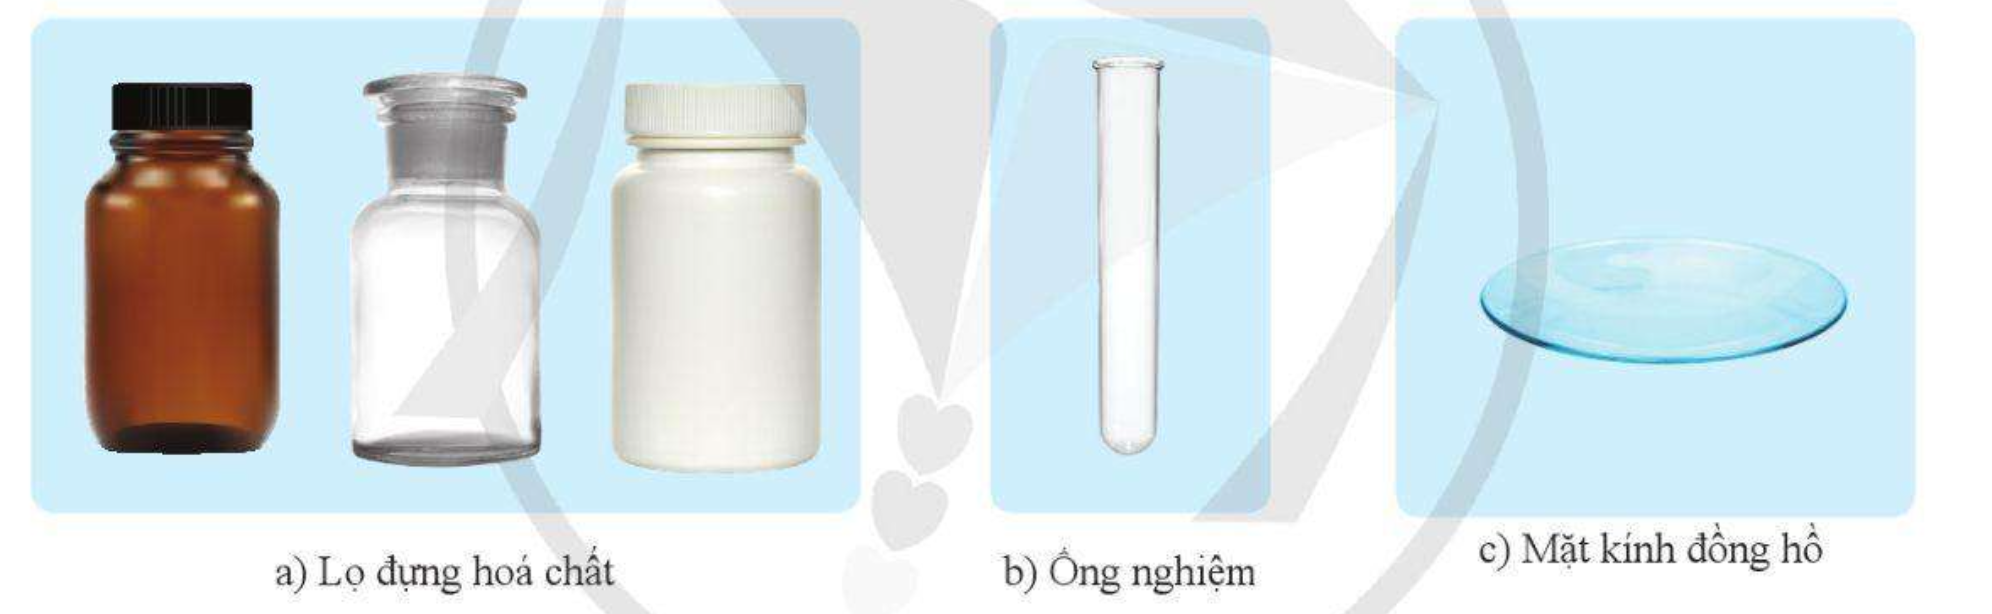 a) Lọ đựng hoá chất
b) Ống nghiệm
c) Mặt kính đồng hồ